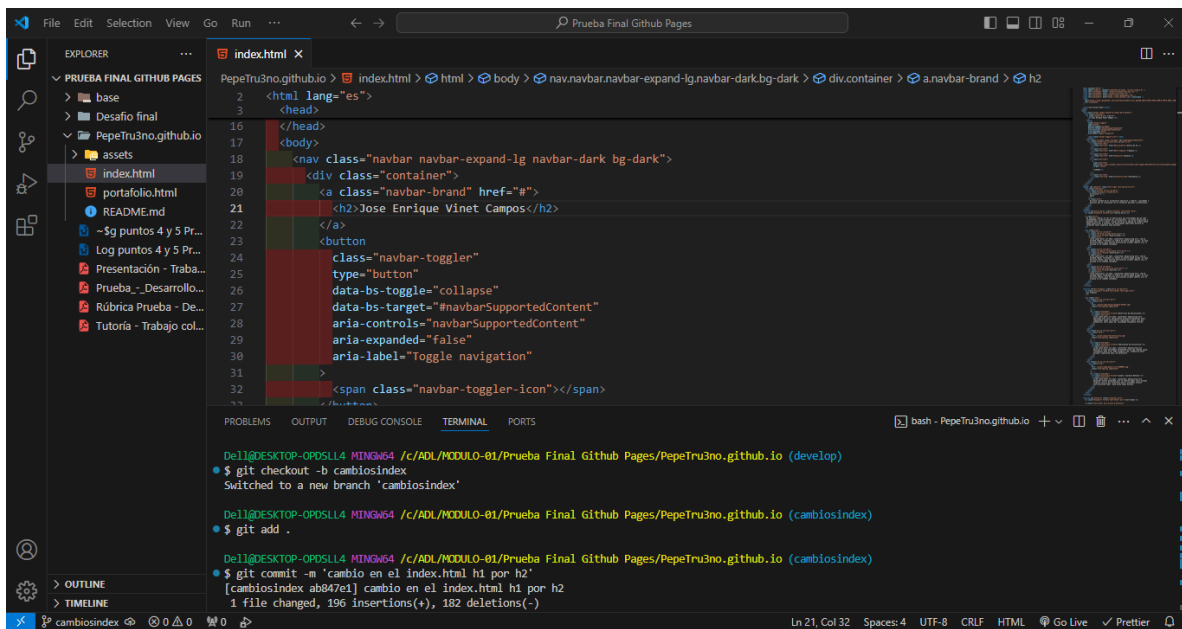 File Edit Selection View Go Run ... Prueba Final Github Pages
EXPLORER
PRUEBA FINAL GITHUB PAGES
base
Desafio final
PepeTru3no.github.io
assets
index.html
portafolio.html
README.md
~$g puntos 4 y 5 Pr...
Log puntos 4 y 5 Pr...
Presentación - Traba...
Prueba_-_Desarrollo...
Rúbrica Prueba - De...
Tutoría - Trabajo col...
OUTLINE
TIMELINE
index.html
PepeTru3no.github.io > index.html > html > body > nav.navbar.navbar-expand-lg.navbar-dark.bg-dark > div.container > a.navbar-brand > h2
2 <html lang="es">
3 <head>
16 </head>
17 <body>
18 <nav class="navbar navbar-expand-lg navbar-dark bg-dark">
19 <div class="container">
20 <a class="navbar-brand" href="#">
21 <h2>Jose Enrique Vinet Campos</h2>
22 </a>
23 <button
24 class="navbar-toggler"
25 type="button"
26 data-bs-toggle="collapse"
27 data-bs-target="#navbarSupportedContent"
28 aria-controls="navbarSupportedContent"
29 aria-expanded="false"
30 aria-label="Toggle navigation"
31 >
32 <span class="navbar-toggler-icon"></span>
33 </button>
PROBLEMS OUTPUT DEBUG CONSOLE TERMINAL PORTS bash - PepeTru3no.github.io
Dell@DESKTOP-OPDSLL4 MINGW64 /c/ADL/MODULO-01/Prueba Final Github Pages/PepeTru3no.github.io (develop)
$ git checkout -b cambiosindex
Switched to a new branch 'cambiosindex'
Dell@DESKTOP-OPDSLL4 MINGW64 /c/ADL/MODULO-01/Prueba Final Github Pages/PepeTru3no.github.io (cambiosindex)
$ git add .
Dell@DESKTOP-OPDSLL4 MINGW64 /c/ADL/MODULO-01/Prueba Final Github Pages/PepeTru3no.github.io (cambiosindex)
$ git commit -m 'cambio en el index.html h1 por h2'
[cambiosindex ab847e1] cambio en el index.html h1 por h2
1 file changed, 196 insertions(+), 182 deletions(-)
cambiosindex 0 0 0 Ln 21, Col 32 Spaces: 4 UTF-8 CRLF HTML Go Live Prettier